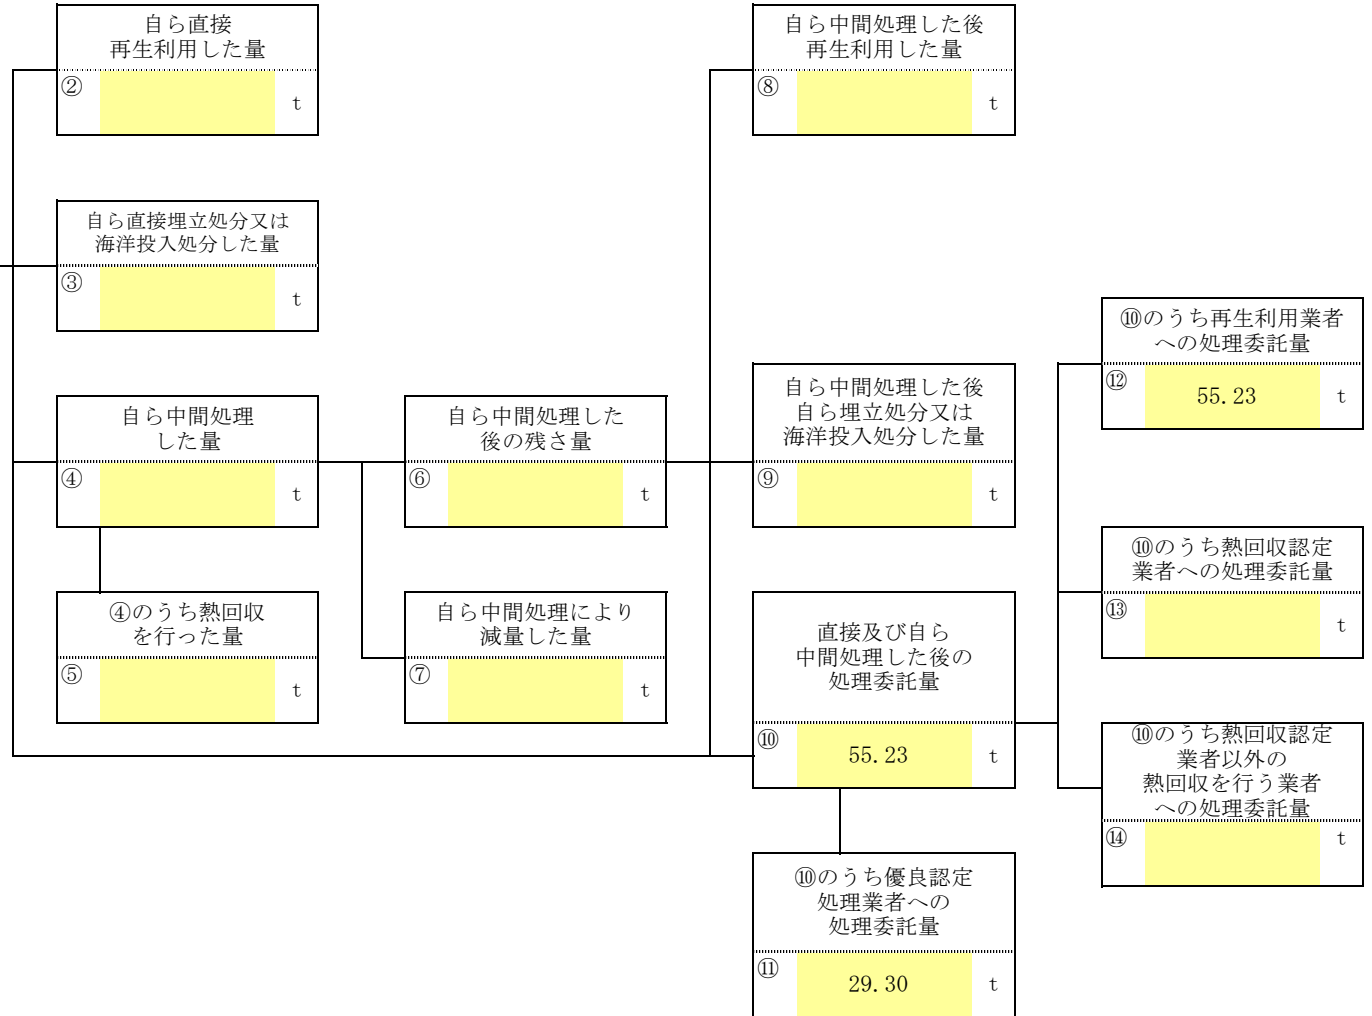 自ら直接
再生利用した量
②
t
自ら中間処理した後
再生利用した量
⑧
t
自ら直接埋立処分又は
海洋投入処分した量
③
t
⑩のうち再生利用業者
への処理委託量
⑫
55.23
t
自ら中間処理
した量
④
t
自ら中間処理した
後の残さ量
⑥
t
自ら中間処理した後
自ら埋立処分又は
海洋投入処分した量
⑨
t
⑩のうち熱回収認定
業者への処理委託量
⑬
t
④のうち熱回収
を行った量
⑤
t
自ら中間処理により
減量した量
⑦
t
直接及び自ら
中間処理した後の
処理委託量
⑩
55.23
t
⑩のうち熱回収認定
業者以外の
熱回収を行う業者
への処理委託量
⑭
t
⑩のうち優良認定
処理業者への
処理委託量
⑪
29.30
t